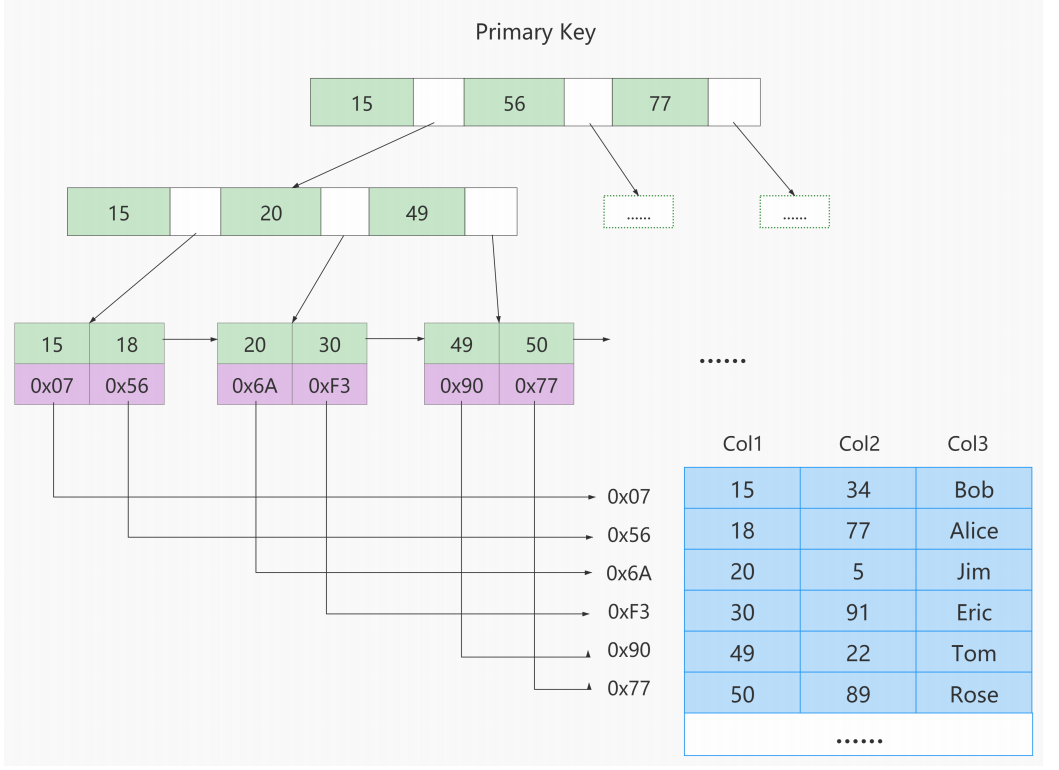 Primary Key
15 56 77
15 20 49
...... ......
15 18 20 30 49 50
0x07 0x56 0x6A 0xF3 0x90 0x77
......
Col1 Col2 Col3
0x07 15 34 Bob
0x56 18 77 Alice
0x6A 20 5 Jim
0xF3 30 91 Eric
0x90 49 22 Tom
0x77 50 89 Rose
......